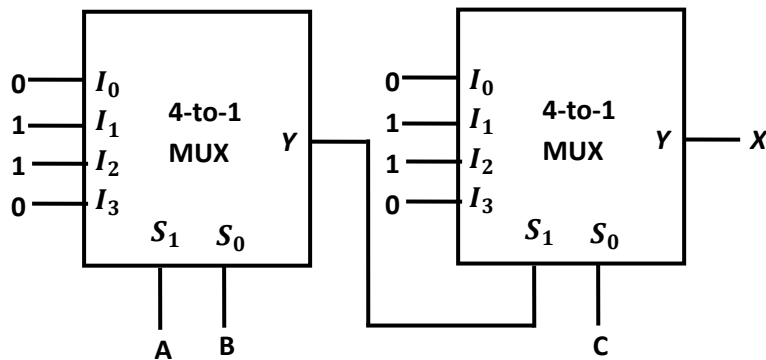 0 I₀
1 I₁
1 I₂
0 I₃
4-to-1
MUX
Y
S₁ S₀
A B
0 I₀
1 I₁
1 I₂
0 I₃
4-to-1
MUX
Y X
S₁ S₀
C